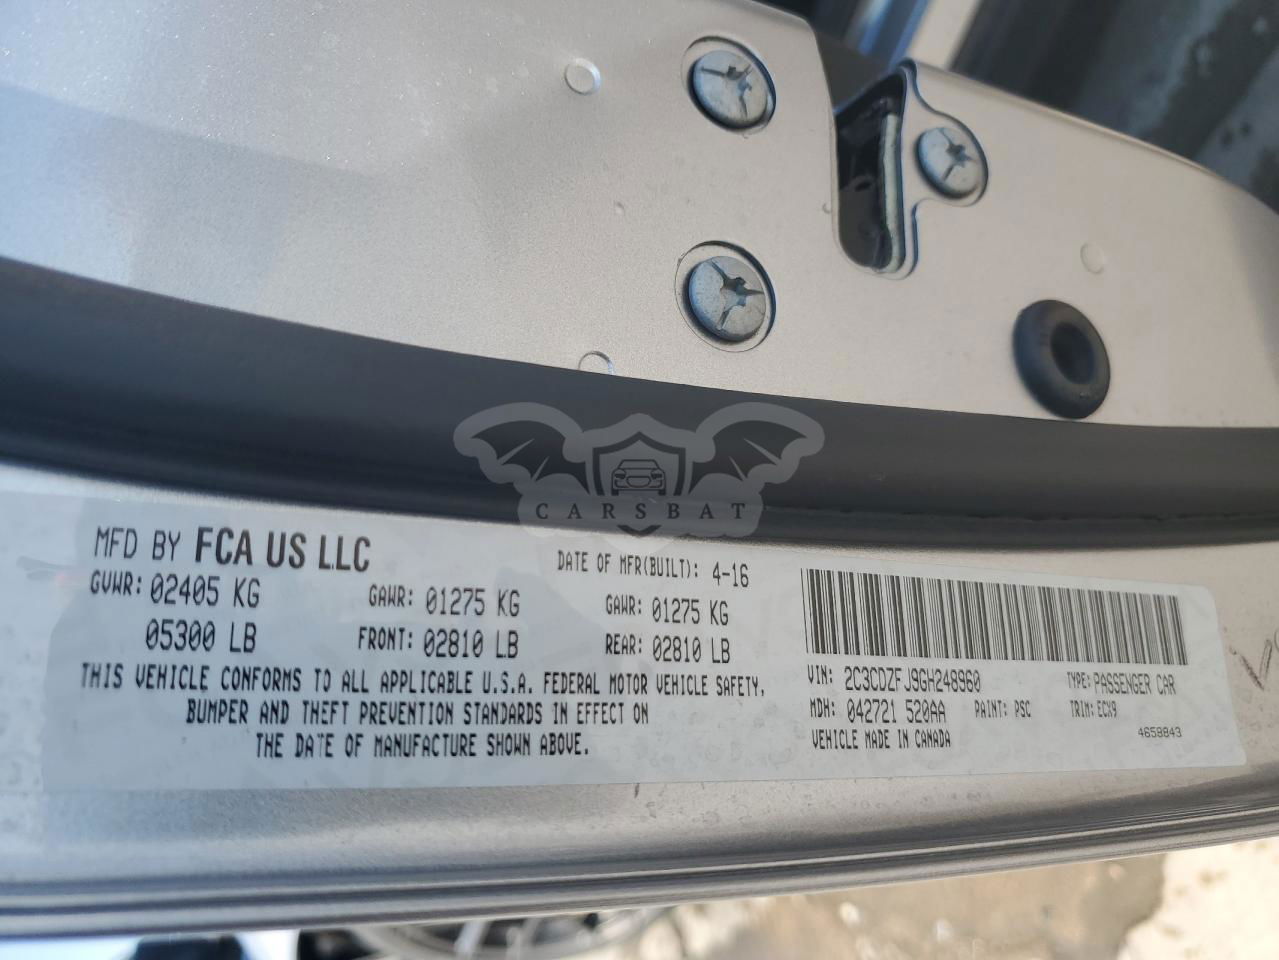 CARSBAT
MFD BY FCA US LLC DATE OF MFR(BUILT): 4-16
GVWR: 02405 KG GAWR: 01275 KG GAWR: 01275 KG
05300 LB FRONT: 02810 LB REAR: 02810 LB
THIS VEHICLE CONFORMS TO ALL APPLICABLE U.S.A. FEDERAL MOTOR VEHICLE SAFETY,
BUMPER AND THEFT PREVENTION STANDARDS IN EFFECT ON
THE DATE OF MANUFACTURE SHOWN ABOVE.
VIN: 2C3CDZFJ9GH248960 TYPE: PASSENGER CAR
MDH: 042721 520AA PAINT: PSC TRIM: ECX9
VEHICLE MADE IN CANADA 4658843